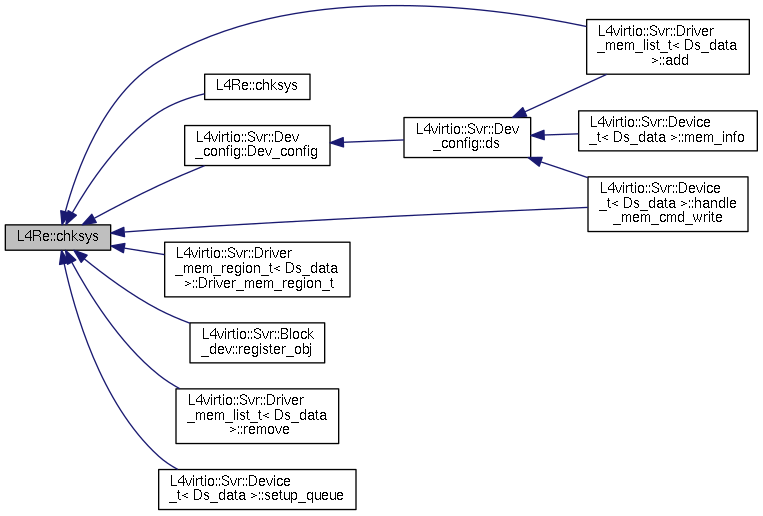 L4virtio::Svr::Driver
_mem_list_t< Ds_data
>::add
L4Re::chksys
L4virtio::Svr::Dev
_config::Dev_config
L4virtio::Svr::Dev
_config::ds
L4virtio::Svr::Device
_t< Ds_data >::mem_info
L4virtio::Svr::Device
_t< Ds_data >::handle
_mem_cmd_write
L4Re::chksys
L4virtio::Svr::Driver
_mem_region_t< Ds_data
>::Driver_mem_region_t
L4virtio::Svr::Block
_dev::register_obj
L4virtio::Svr::Driver
_mem_list_t< Ds_data
>::remove
L4virtio::Svr::Device
_t< Ds_data >::setup_queue